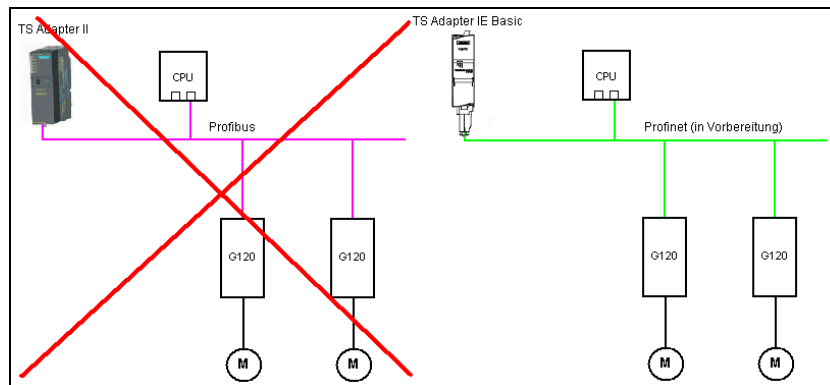 TS Adapter II
CPU
Profibus
G120
G120
M
M
TS Adapter IE Basic
CPU
Profinet (in Vorbereitung)
G120
G120
M
M